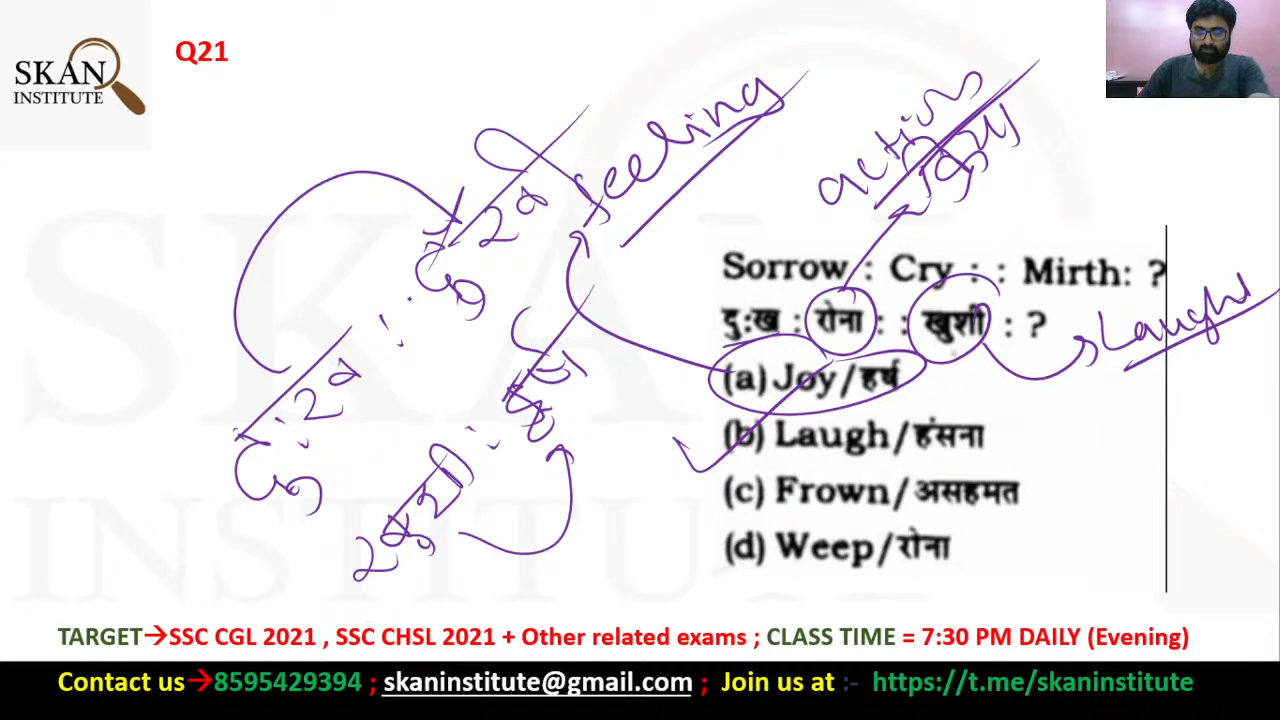 SKAN
INSTITUTE
Q21
feeling
action
Sorrow : Cry : : Mirth: ?
दुःख : रोना : : खुशी : ?
Laugh
(a) Joy/हर्ष
(b) Laugh/हंसना
(c) Frown/असहमत
(d) Weep/रोना
TARGET→SSC CGL 2021 , SSC CHSL 2021 + Other related exams ; CLASS TIME = 7:30 PM DAILY (Evening)
Contact us→8595429394 ; skaninstitute@gmail.com ; Join us at :- https://t.me/skaninstitute